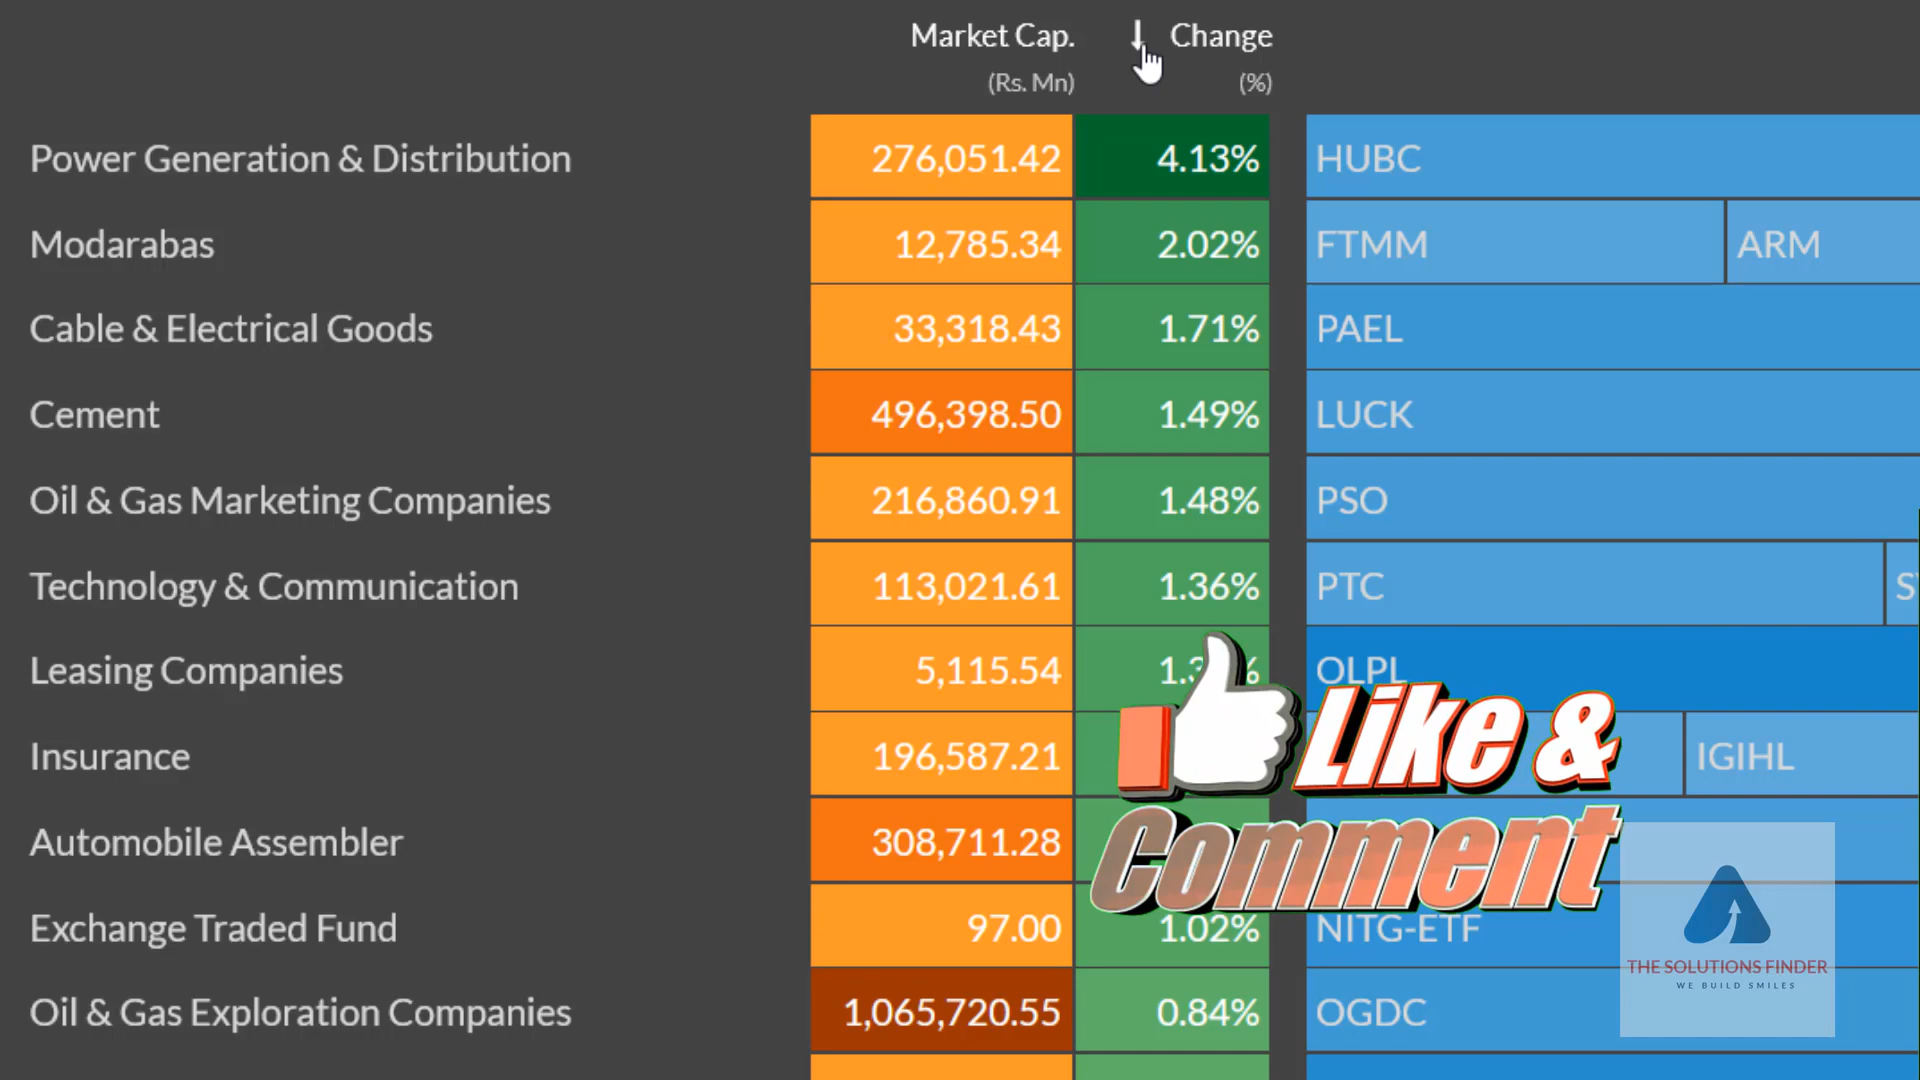 Market Cap. ↓ Change
(Rs. Mn) (%)
Power Generation & Distribution 276,051.42 4.13% HUBC
Modarabas 12,785.34 2.02% FTMM ARM
Cable & Electrical Goods 33,318.43 1.71% PAEL
Cement 496,398.50 1.49% LUCK
Oil & Gas Marketing Companies 216,860.91 1.48% PSO
Technology & Communication 113,021.61 1.36% PTC
Leasing Companies 5,115.54 OLPL
Insurance 196,587.21 IGIHL
Like &
Comment
Automobile Assembler 308,711.28
Exchange Traded Fund 97.00 1.02% NITG-ETF
Oil & Gas Exploration Companies 1,065,720.55 0.84% OGDC
THE SOLUTIONS FINDER
WE BUILD SMILES